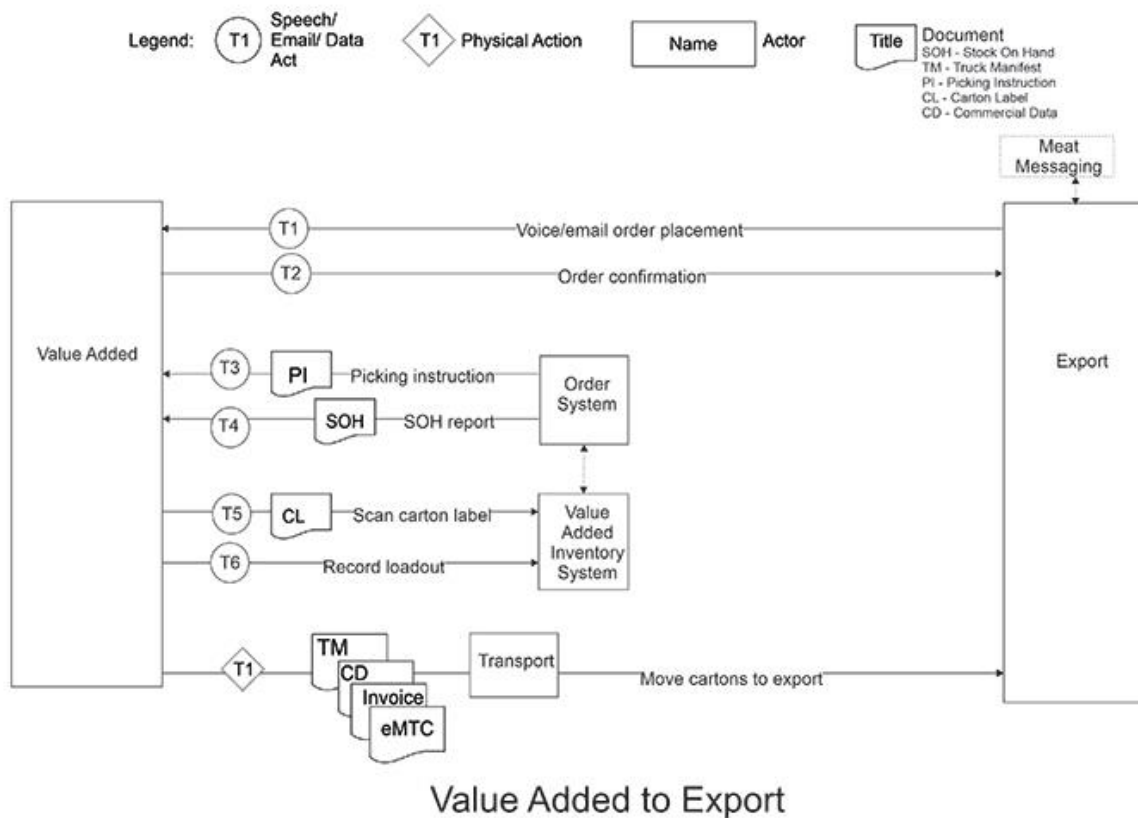 Legend:
T1
Speech/
Email/ Data
Act
T1
Physical Action
Name
Actor
Title
Document
SOH - Stock On Hand
TM - Truck Manifest
PI - Picking Instruction
CL - Carton Label
CD - Commercial Data
Meat
Messaging
T1
Voice/email order placement
T2
Order confirmation
Value Added
Export
T3
PI
Picking instruction
Order
System
T4
SOH
SOH report
T5
CL
Scan carton label
Value
Added
Inventory
System
T6
Record loadout
T1
TM
CD
Invoice
eMTC
Transport
Move cartons to export
Value Added to Export